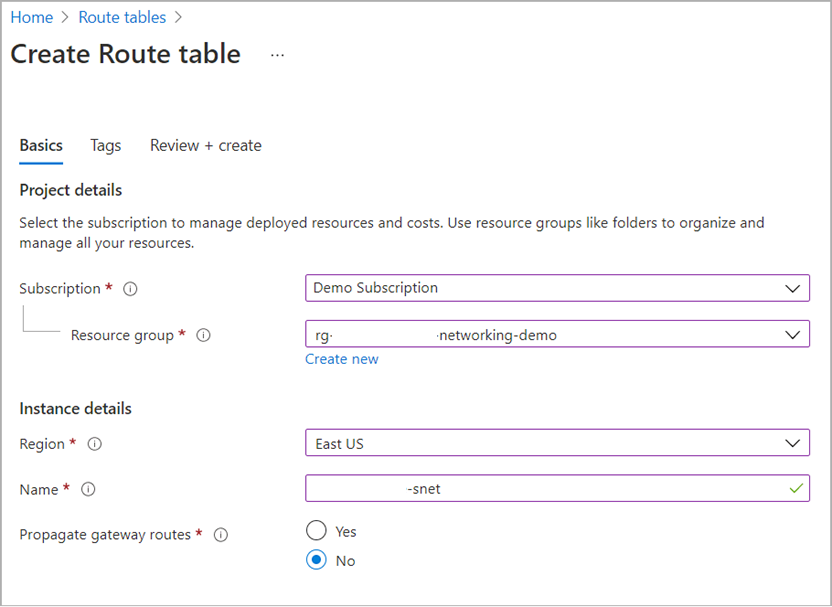 Home > Route tables >
Create Route table ...
Basics Tags Review + create
Project details
Select the subscription to manage deployed resources and costs. Use resource groups like folders to organize and
manage all your resources.
Subscription * Demo Subscription
Resource group * rg- -networking-demo
Create new
Instance details
Region * East US
Name * -snet
Propagate gateway routes * Yes
No